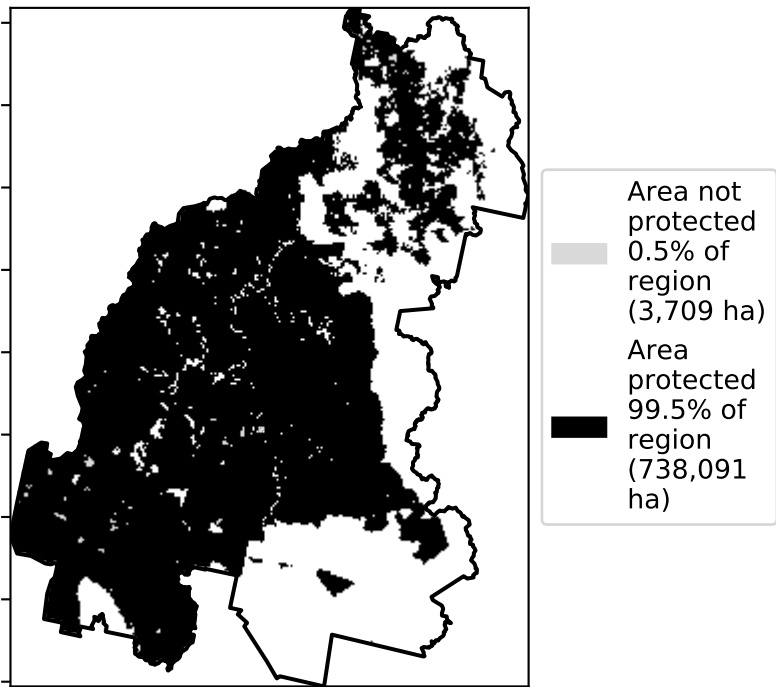 Area not
protected
0.5% of
region
(3,709 ha)
Area
protected
99.5% of
region
(738,091
ha)